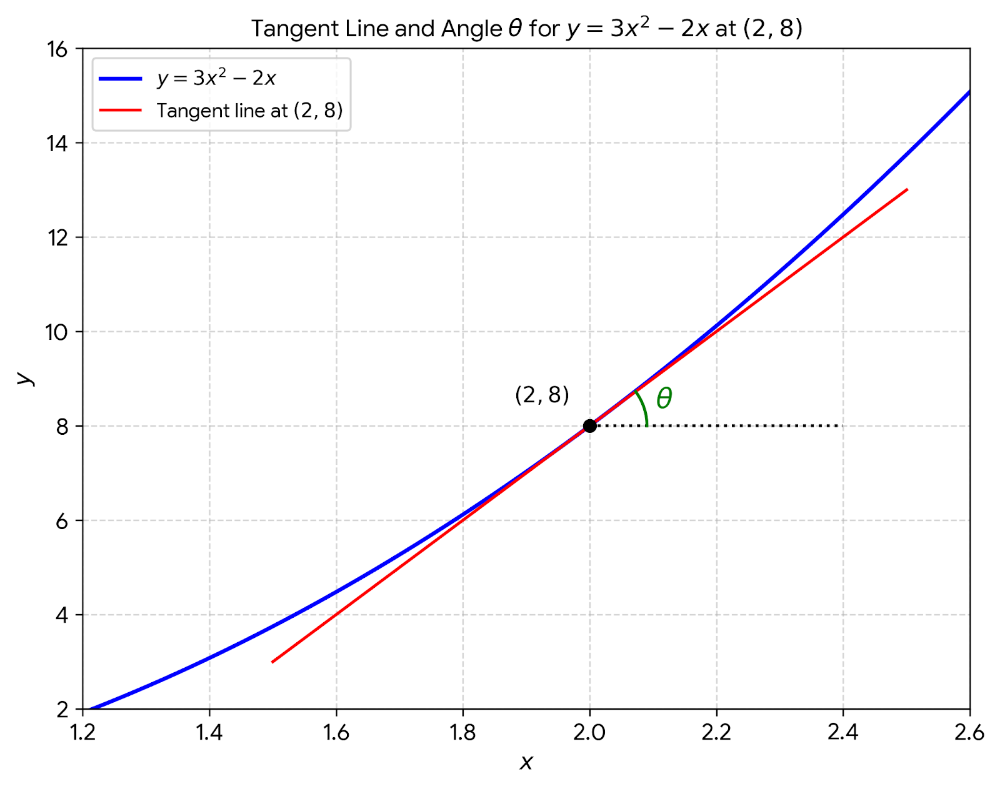 Tangent Line and Angle θ for y = 3x² − 2x at (2, 8)
y = 3x² − 2x
Tangent line at (2, 8)
16
14
12
10
8
6
4
2
y
(2, 8)
θ
1.2 1.4 1.6 1.8 2.0 2.2 2.4 2.6
x